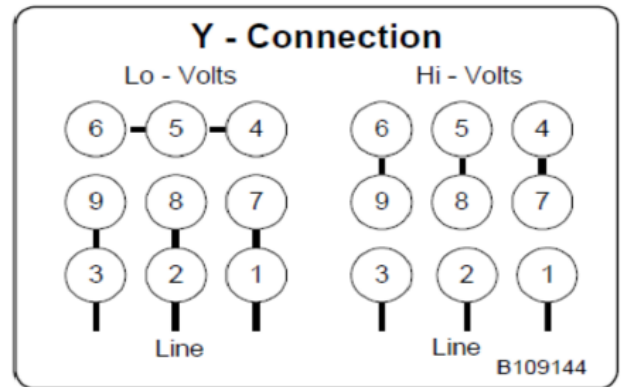 Y - Connection
Lo - Volts Hi - Volts
6 5 4 6 5 4
9 8 7 9 8 7
3 2 1 3 2 1
Line Line
B109144